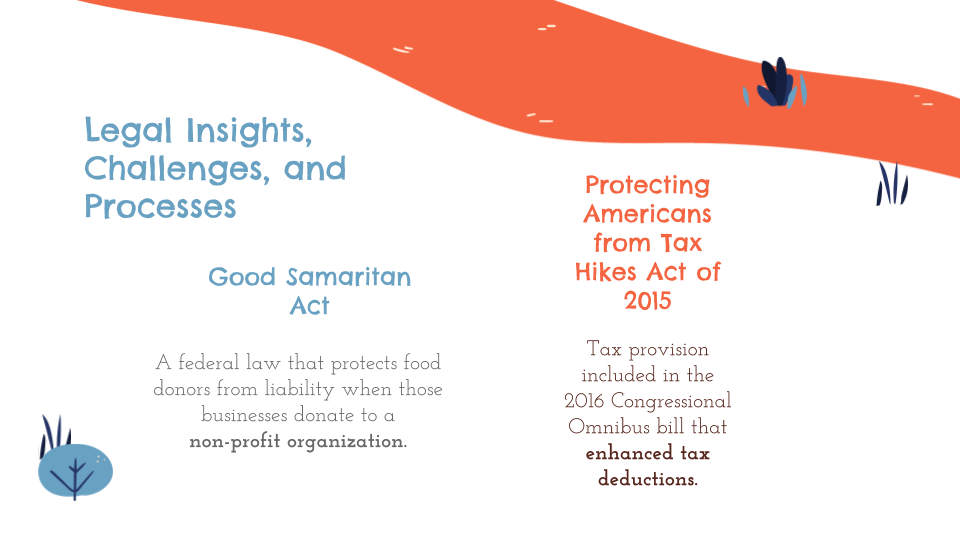 Legal Insights,
Challenges, and
Processes
Good Samaritan
Act
A federal law that protects food
donors from liability when those
businesses donate to a
non-profit organization.
Protecting
Americans
from Tax
Hikes Act of
2015
Tax provision
included in the
2016 Congressional
Omnibus bill that
enhanced tax
deductions.